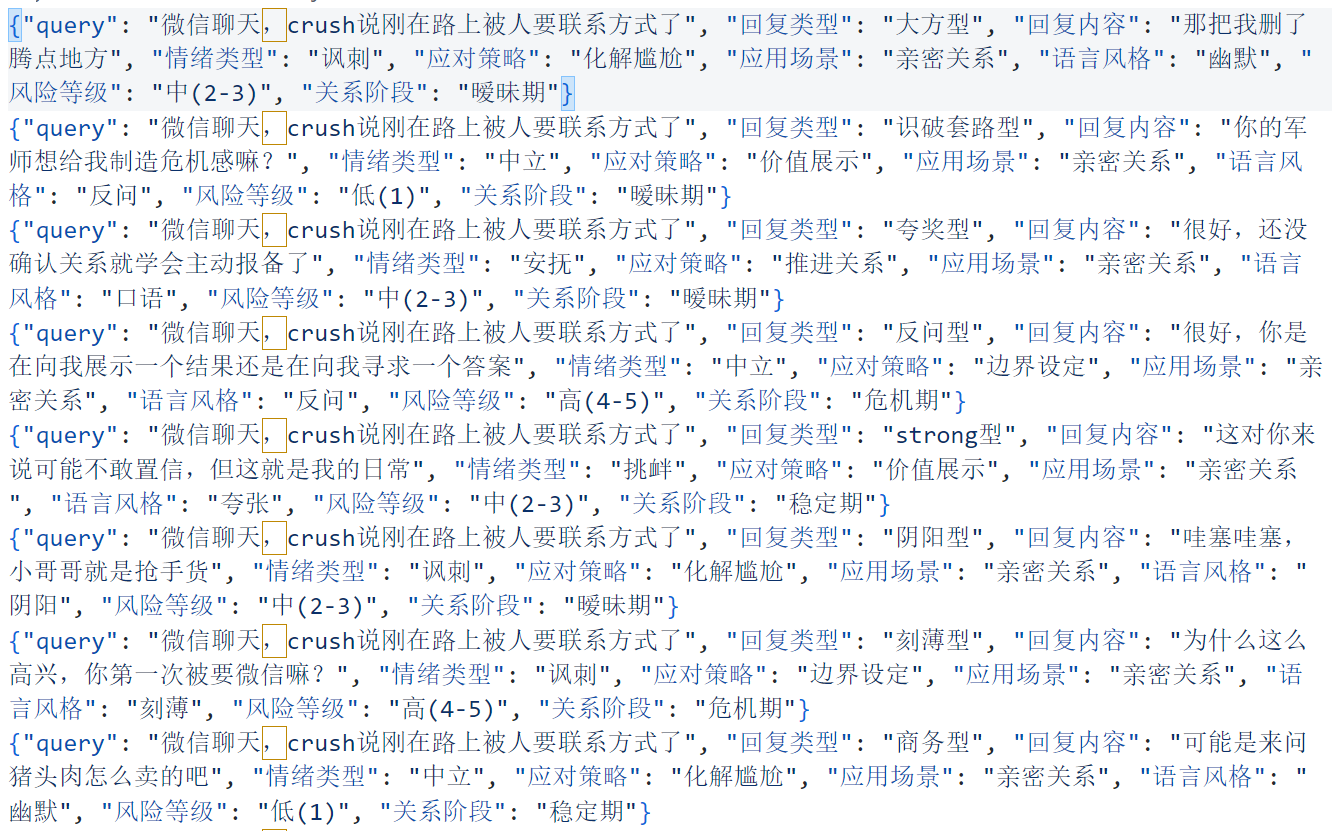 {"query": "微信聊天，crush说刚在路上被人要联系方式了", "回复类型": "大方型", "回复内容": "那把我删了
腾点地方", "情绪类型": "讽刺", "应对策略": "化解尴尬", "应用场景": "亲密关系", "语言风格": "幽默", "
风险等级": "中(2-3)", "关系阶段": "暧昧期"}
{"query": "微信聊天，crush说刚在路上被人要联系方式了", "回复类型": "识破套路型", "回复内容": "你的军
师想给我制造危机感嘛？", "情绪类型": "中立", "应对策略": "价值展示", "应用场景": "亲密关系", "语言风
格": "反问", "风险等级": "低(1)", "关系阶段": "暧昧期"}
{"query": "微信聊天，crush说刚在路上被人要联系方式了", "回复类型": "夸奖型", "回复内容": "很好，还没
确认关系就学会主动报备了", "情绪类型": "安抚", "应对策略": "推进关系", "应用场景": "亲密关系", "语言
风格": "口语", "风险等级": "中(2-3)", "关系阶段": "暧昧期"}
{"query": "微信聊天，crush说刚在路上被人要联系方式了", "回复类型": "反问型", "回复内容": "很好，你是
在向我展示一个结果还是在向我寻求一个答案", "情绪类型": "中立", "应对策略": "边界设定", "应用场景": "亲
密关系", "语言风格": "反问", "风险等级": "高(4-5)", "关系阶段": "危机期"}
{"query": "微信聊天，crush说刚在路上被人要联系方式了", "回复类型": "strong型", "回复内容": "这对你来
说可能不敢置信，但这就是我的日常", "情绪类型": "挑衅", "应对策略": "价值展示", "应用场景": "亲密关系
", "语言风格": "夸张", "风险等级": "中(2-3)", "关系阶段": "稳定期"}
{"query": "微信聊天，crush说刚在路上被人要联系方式了", "回复类型": "阴阳型", "回复内容": "哇塞哇塞，
小哥哥就是抢手货", "情绪类型": "讽刺", "应对策略": "化解尴尬", "应用场景": "亲密关系", "语言风格": "
阴阳", "风险等级": "中(2-3)", "关系阶段": "暧昧期"}
{"query": "微信聊天，crush说刚在路上被人要联系方式了", "回复类型": "刻薄型", "回复内容": "为什么这么
高兴，你第一次被要微信嘛？", "情绪类型": "讽刺", "应对策略": "边界设定", "应用场景": "亲密关系", "语
言风格": "刻薄", "风险等级": "高(4-5)", "关系阶段": "危机期"}
{"query": "微信聊天，crush说刚在路上被人要联系方式了", "回复类型": "商务型", "回复内容": "可能是来问
猪头肉怎么卖的吧", "情绪类型": "中立", "应对策略": "化解尴尬", "应用场景": "亲密关系", "语言风格": "
幽默", "风险等级": "低(1)", "关系阶段": "稳定期"}